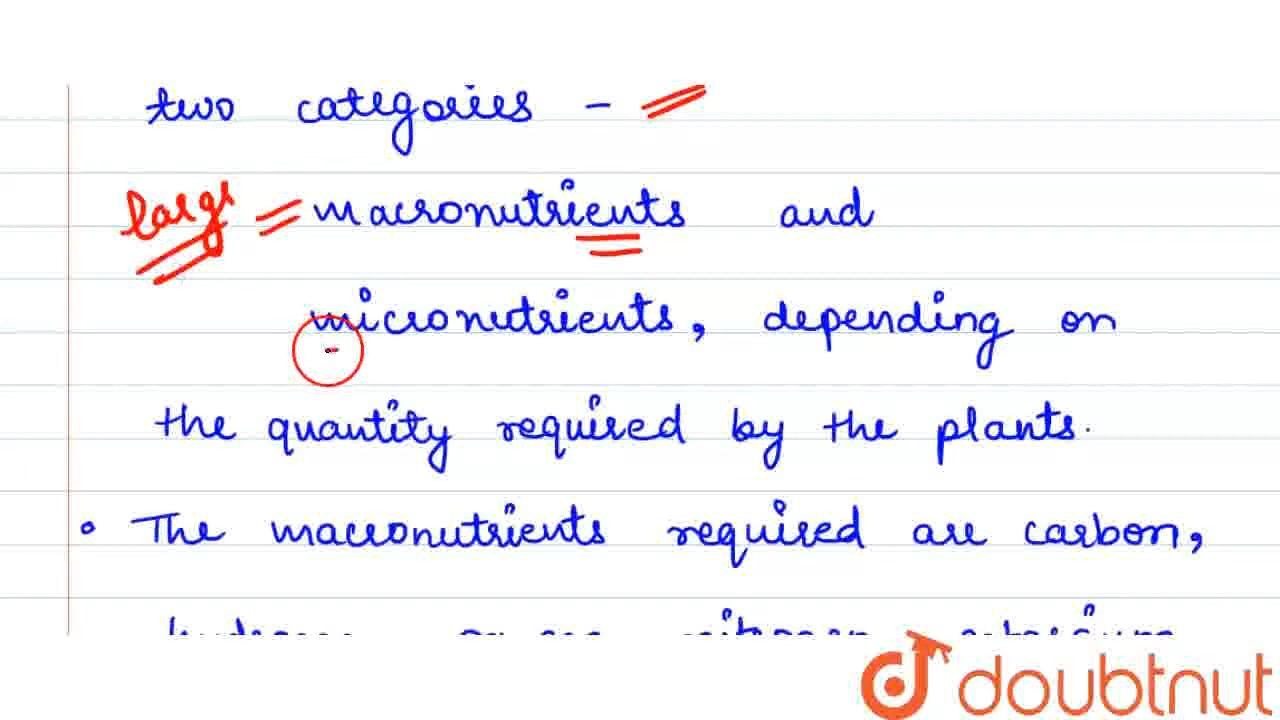 two categories -
large = macronutrients and
micronutrients, depending on
the quantity required by the plants.
• The macronutrients required are carbon,
doubtnut